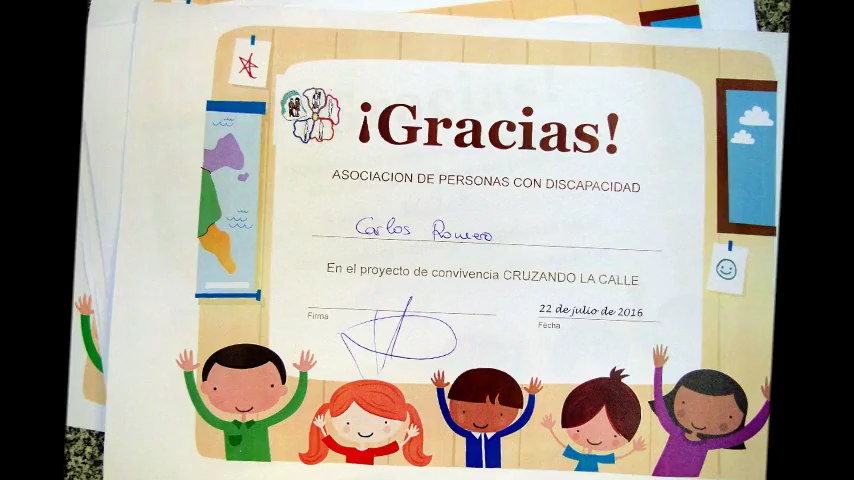 ¡Gracias!
ASOCIACION DE PERSONAS CON DISCAPACIDAD
Carlos Romero
En el proyecto de convivencia CRUZANDO LA CALLE
22 de julio de 2016
Firma
Fecha